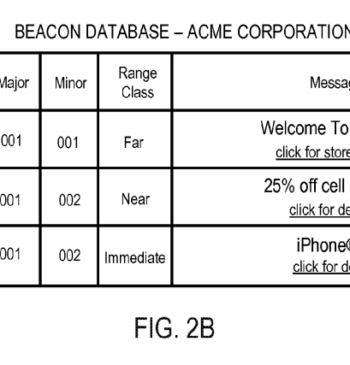 BEACON DATABASE – ACME CORPORATION
Major Minor Range Class Messag
001 001 Far Welcome To
click for store
001 002 Near 25% off cell
click for de
001 002 Immediate iPhone®
click for de
FIG. 2B